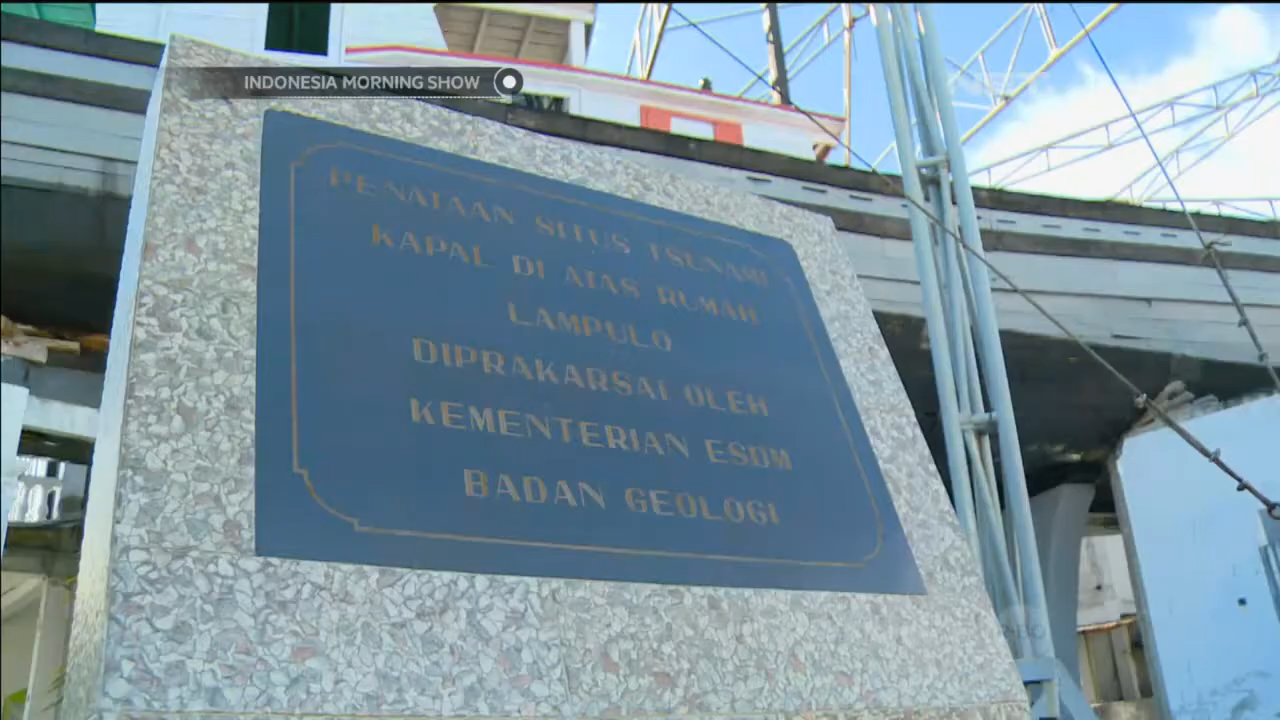 INDONESIA MORNING SHOW
PENATAAN SITUS TSUNAMI
KAPAL DI ATAS RUMAH
LAMPULO
DIPRAKARSAI OLEH
KEMENTERIAN ESDM
BADAN GEOLOGI